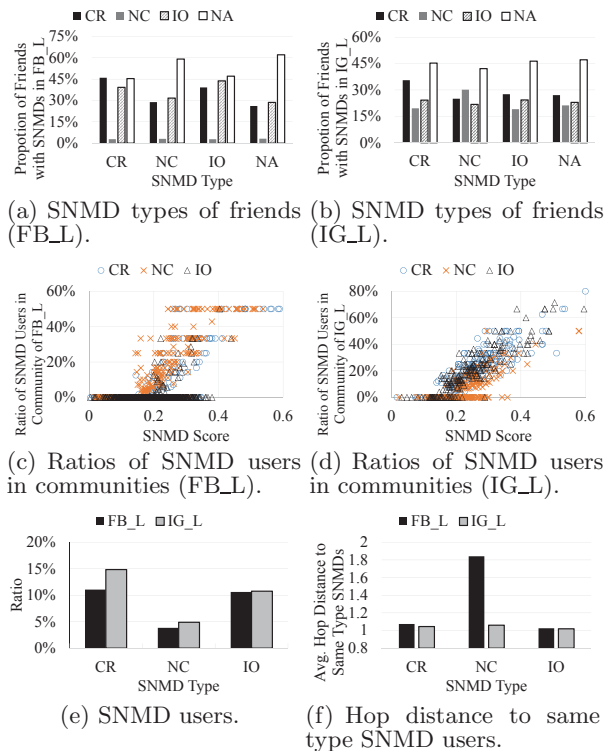 CR NC IO NA
CR NC IO NA
75%
60%
45%
30%
15%
0%
Propotion of Friends
with SNMDs in FB_L
CR NC IO NA
SNMD Type
60%
45%
30%
15%
0%
Propotion of Friends
with SNMDs in IG_L
CR NC IO NA
SNMD Type
(a) SNMD types of friends
(FB_L).
(b) SNMD types of friends
(IG_L).
CR NC IO
60%
40%
20%
0%
Ratio of SNMD Users in
Community of FB_L
0 0.2 0.4 0.6
SNMD Score
CR NC IO
80%
60%
40%
20%
0%
Ratio of SNMD Users in
Community of IG_L
0 0.2 0.4 0.6
SNMD Score
(c) Ratios of SNMD users
in communities (FB_L).
(d) Ratios of SNMD users
in communities (IG_L).
FB_L IG_L
20%
15%
10%
5%
0%
Ratio
CR NC IO
SNMD Type
FB_L IG_L
2
1.8
1.6
1.4
1.2
1
0.8
Avg. Hop Distance to
Same Type SNMDs
CR NC IO
SNMD Type
(e) SNMD users.
(f) Hop distance to same
type SNMD users.